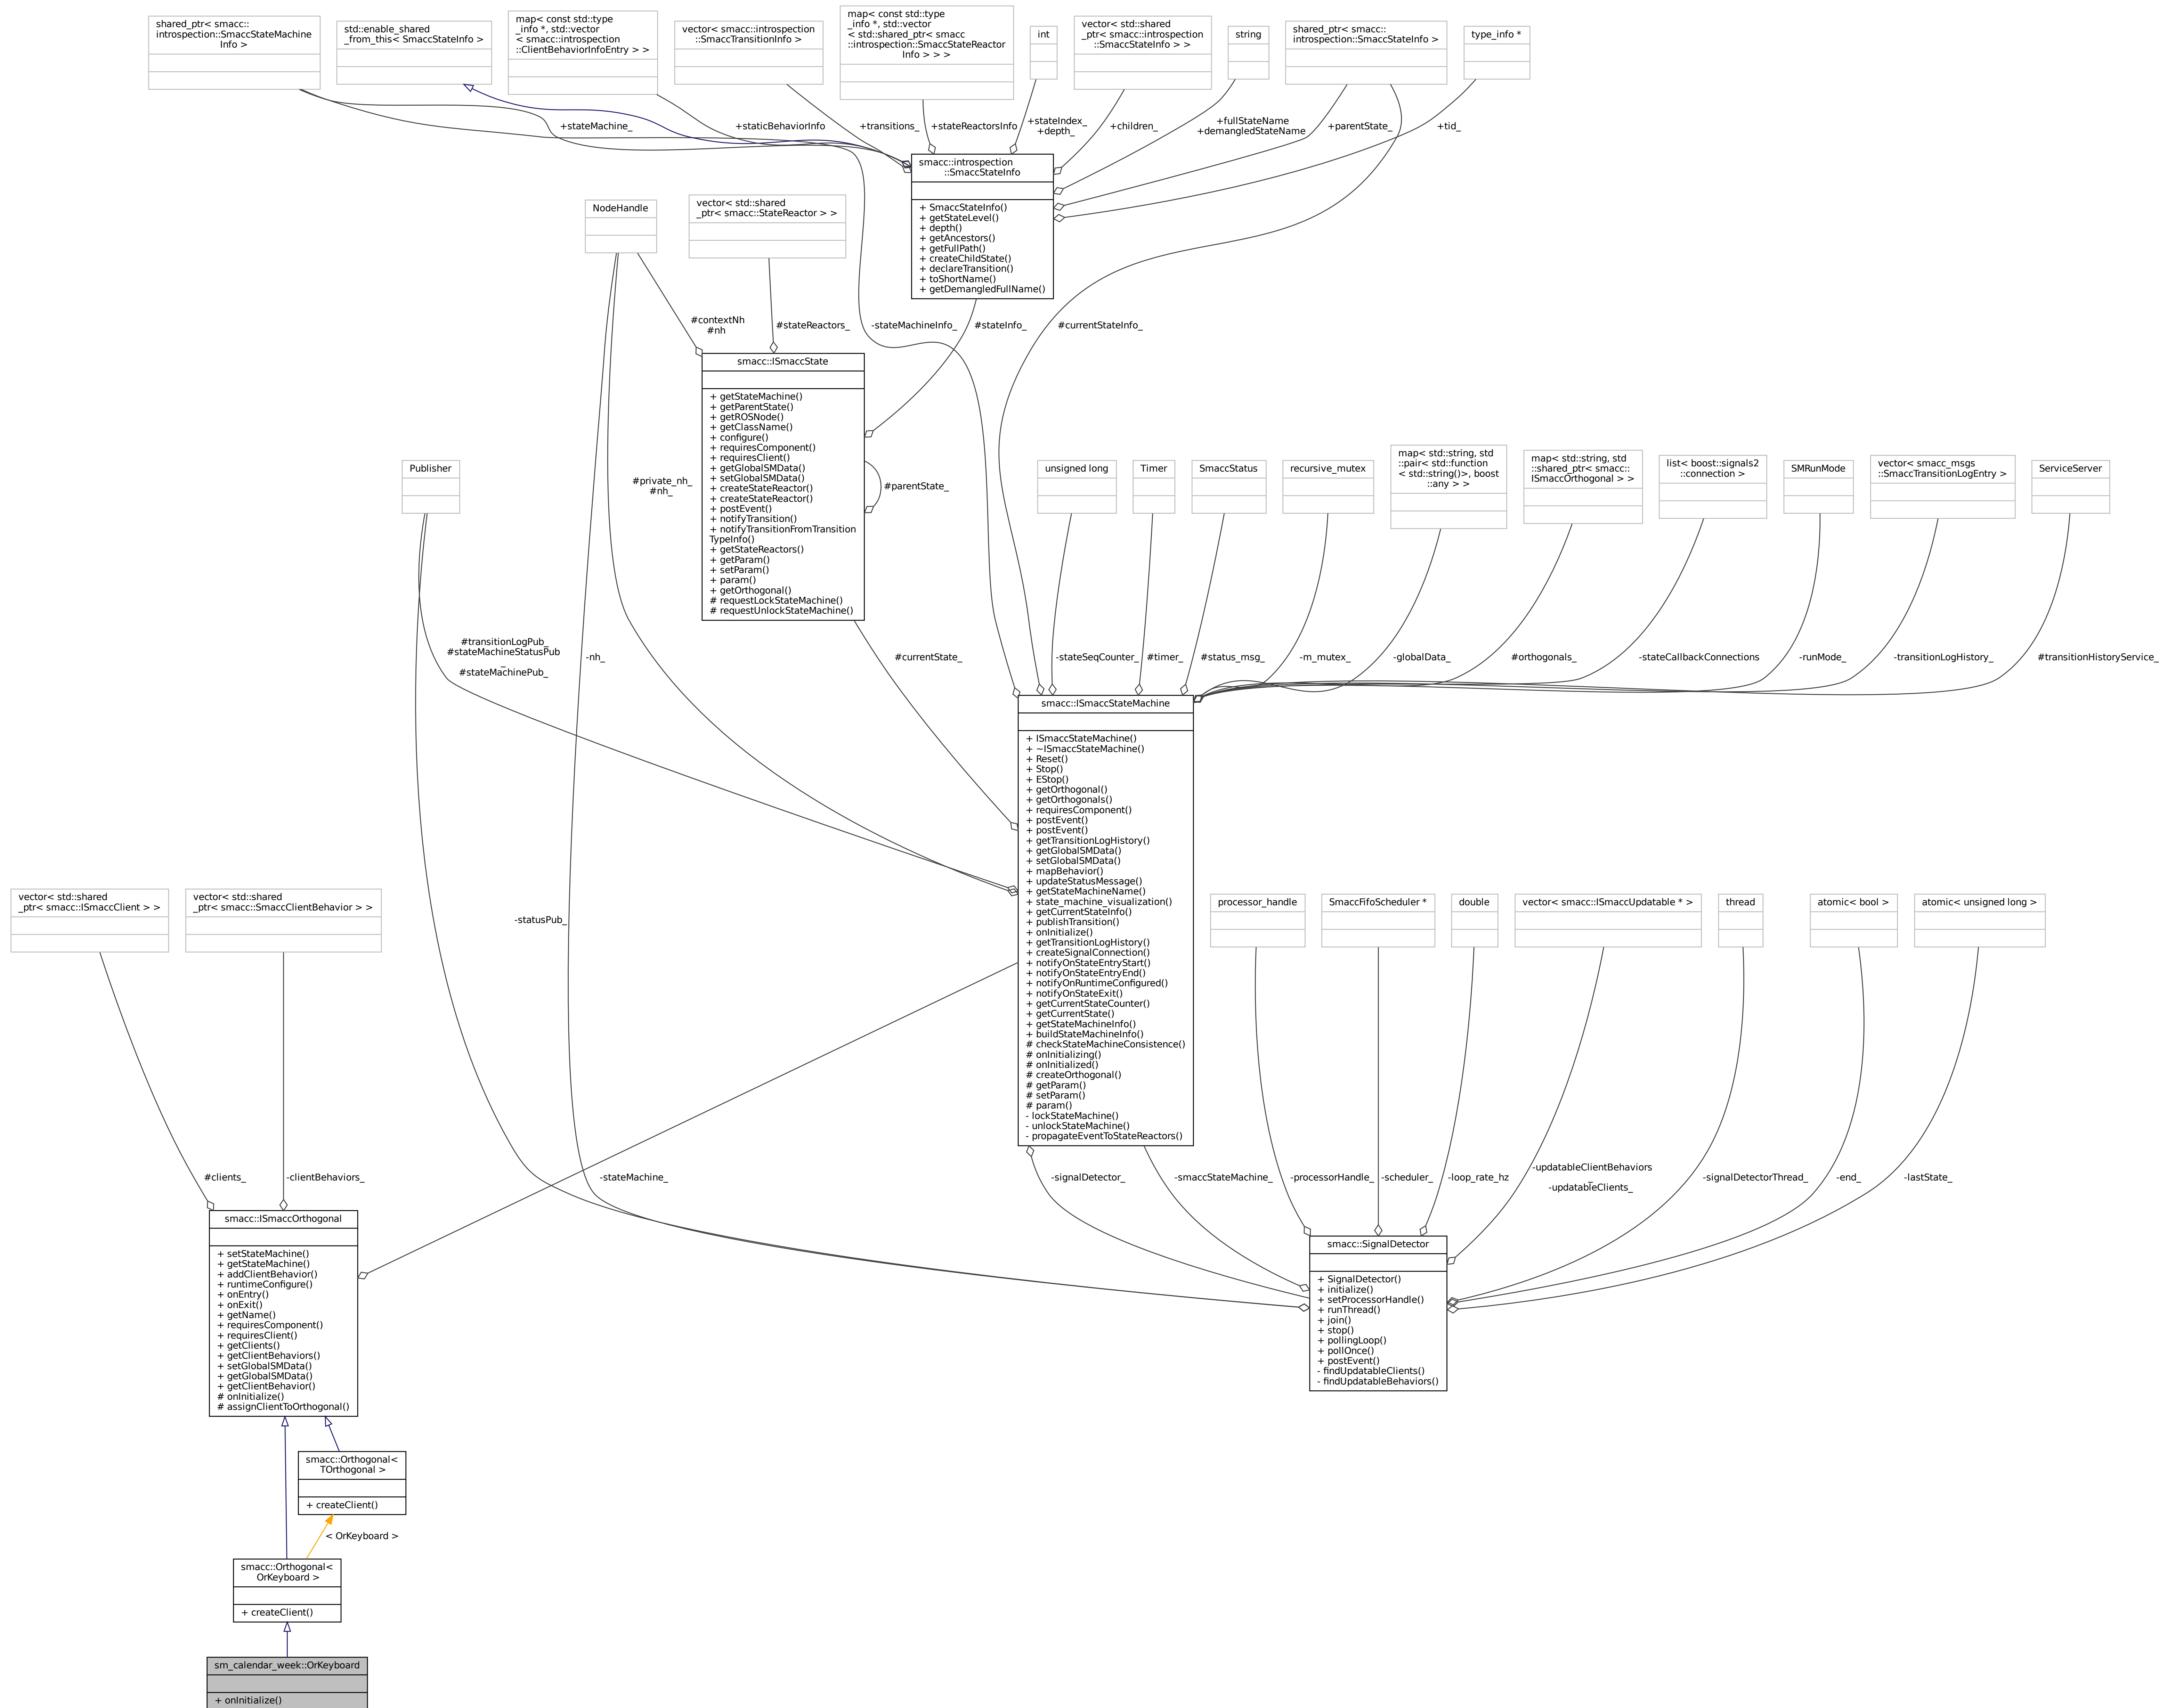 shared_ptr< smacc::
introspection::SmaccStateMachine
Info >
std::enable_shared
_from_this< SmaccStateInfo >
map< const std::type
_info *, std::vector
< smacc::introspection
::ClientBehaviorInfoEntry > >
vector< smacc::introspection
::SmaccTransitionInfo >
map< const std::type
_info *, std::vector
< std::shared_ptr< smacc
::introspection::SmaccStateReactor
Info > > >
int
vector< std::shared
_ptr< smacc::introspection
::SmaccStateInfo > >
string
shared_ptr< smacc::
introspection::SmaccStateInfo >
type_info *
+stateMachine_
+staticBehaviorInfo
+transitions_
+stateReactorsInfo
+stateIndex_
+depth_
+children_
+fullStateName
+demangledStateName
+parentState_
+tid_
smacc::introspection
::SmaccStateInfo
+ SmaccStateInfo()
+ getStateLevel()
+ depth()
+ getAncestors()
+ getFullPath()
+ createChildState()
+ declareTransition()
+ toShortName()
+ getDemangledFullName()
NodeHandle
vector< std::shared
_ptr< smacc::StateReactor > >
#contextNh
#nh
#stateReactors_
-stateMachineInfo_
#stateInfo_
#currentStateInfo_
smacc::ISmaccState
+ getStateMachine()
+ getParentState()
+ getROSNode()
+ getClassName()
+ configure()
+ requiresComponent()
+ requiresClient()
+ getGlobalSMData()
+ setGlobalSMData()
+ createStateReactor()
+ createStateReactor()
+ postEvent()
+ notifyTransition()
+ notifyTransitionFromTransition
TypeInfo()
+ getStateReactors()
+ getParam()
+ setParam()
+ param()
+ getOrthogonal()
# requestLockStateMachine()
# requestUnlockStateMachine()
#parentState_
#private_nh_
#nh_
Publisher
unsigned long
Timer
SmaccStatus
recursive_mutex
map< std::string, std
::pair< std::function
< std::string()>, boost
::any > >
map< std::string, std
::shared_ptr< smacc::
ISmaccOrthogonal > >
list< boost::signals2
::connection >
SMRunMode
vector< smacc_msgs
::SmaccTransitionLogEntry >
ServiceServer
#transitionLogPub_
#stateMachineStatusPub
_
#stateMachinePub_
-nh_
#currentState_
-stateSeqCounter_
#timer_
#status_msg_
-m_mutex_
-globalData_
#orthogonals_
-stateCallbackConnections
-runMode_
-transitionLogHistory_
#transitionHistoryService_
smacc::ISmaccStateMachine
+ ISmaccStateMachine()
+ ~ISmaccStateMachine()
+ Reset()
+ Stop()
+ EStop()
+ getOrthogonal()
+ getOrthogonals()
+ requiresComponent()
+ postEvent()
+ postEvent()
+ getTransitionLogHistory()
+ getGlobalSMData()
+ setGlobalSMData()
+ mapBehavior()
+ updateStatusMessage()
+ getStateMachineName()
+ state_machine_visualization()
+ getCurrentStateInfo()
+ publishTransition()
+ onInitialize()
+ getTransitionLogHistory()
+ createSignalConnection()
+ notifyOnStateEntryStart()
+ notifyOnStateEntryEnd()
+ notifyOnRuntimeConfigured()
+ notifyOnStateExit()
+ getCurrentStateCounter()
+ getCurrentState()
+ getStateMachineInfo()
+ buildStateMachineInfo()
# checkStateMachineConsistence()
# onInitializing()
# onInitialized()
# createOrthogonal()
# getParam()
# setParam()
# param()
- lockStateMachine()
- unlockStateMachine()
- propagateEventToStateReactors()
vector< std::shared
_ptr< smacc::ISmaccClient > >
vector< std::shared
_ptr< smacc::SmaccClientBehavior > >
-statusPub_
processor_handle
SmaccFifoScheduler *
double
vector< smacc::ISmaccUpdatable * >
thread
atomic< bool >
atomic< unsigned long >
#clients_
-clientBehaviors_
-stateMachine_
-signalDetector_
-smaccStateMachine_
-processorHandle_
-scheduler_
-loop_rate_hz
-updatableClientBehaviors
_
-updatableClients_
-signalDetectorThread_
-end_
-lastState_
smacc::ISmaccOrthogonal
+ setStateMachine()
+ getStateMachine()
+ addClientBehavior()
+ runtimeConfigure()
+ onEntry()
+ onExit()
+ getName()
+ requiresComponent()
+ requiresClient()
+ getClients()
+ getClientBehaviors()
+ setGlobalSMData()
+ getGlobalSMData()
+ getClientBehavior()
# onInitialize()
# assignClientToOrthogonal()
smacc::SignalDetector
+ SignalDetector()
+ initialize()
+ setProcessorHandle()
+ runThread()
+ join()
+ stop()
+ pollingLoop()
+ pollOnce()
+ postEvent()
- findUpdatableClients()
- findUpdatableBehaviors()
smacc::Orthogonal<
TOrthogonal >
+ createClient()
< OrKeyboard >
smacc::Orthogonal<
OrKeyboard >
+ createClient()
sm_calendar_week::OrKeyboard
+ onInitialize()